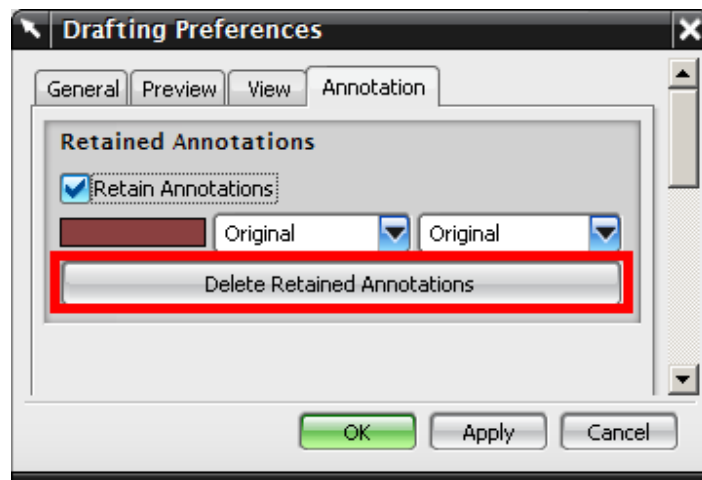 Drafting Preferences
General Preview View Annotation
Retained Annotations
Retain Annotations
Original Original
Delete Retained Annotations
OK Apply Cancel